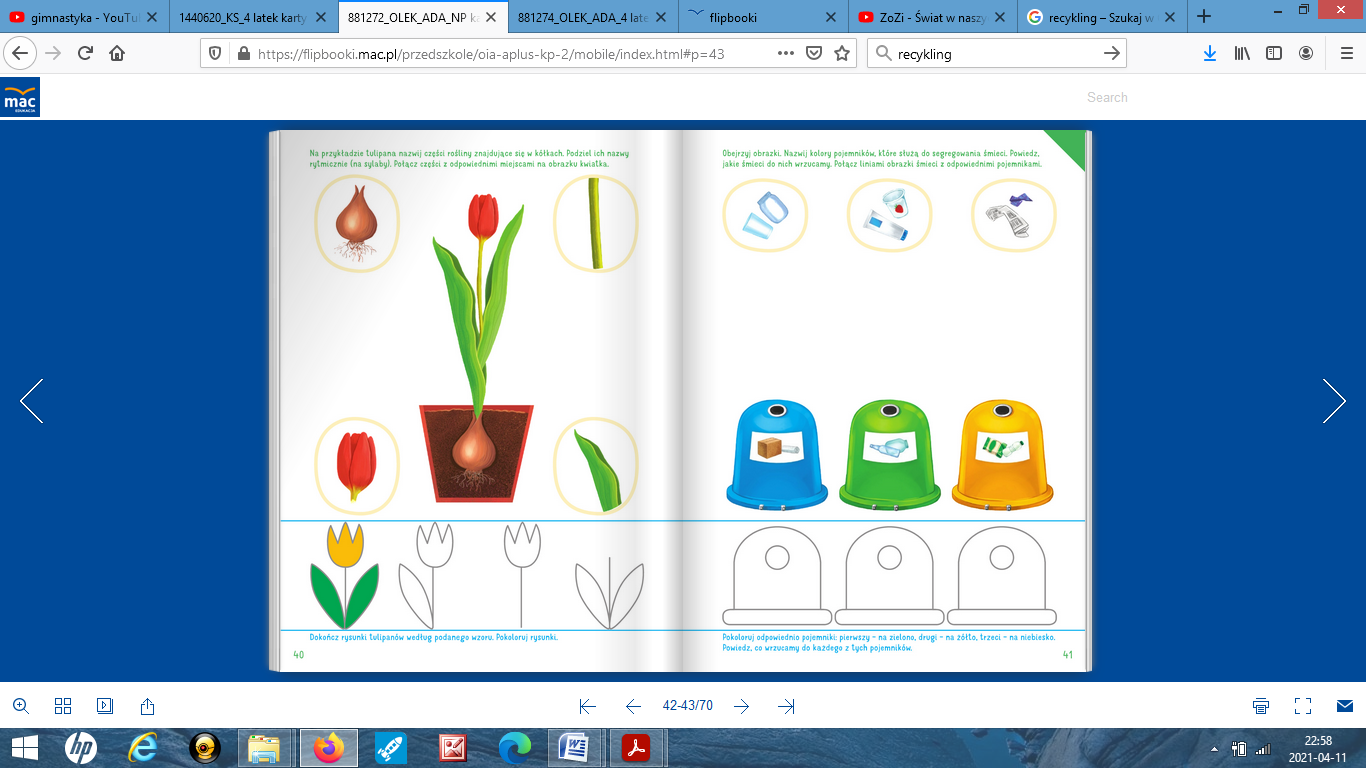 gimnastyka - YouTu
1440620_KS_4 latek karty
881272_OLEK_ADA_NP ka
881274_OLEK_ADA_4 late
flipbooki
ZoZi - Świat w naszy
recykling – Szukaj w
https://flipbooki.mac.pl/przedszkole/oia-aplus-kp-2/mobile/index.html#p=43
recykling
mac
EDUKACJA
Search
Na przykładzie tulipana nazwij części rośliny znajdujące się w kółkach. Podziel ich nazwy
rytmicznie (na sylaby). Połącz części z odpowiednimi miejscami na obrazku kwiatka.
Dokończ rysunki tulipanów według podanego wzoru. Pokoloruj rysunki.
40
Obejrzyj obrazki. Nazwij kolory pojemników, które służą do segregowania śmieci. Powiedz,
jakie śmieci do nich wrzucamy. Połącz liniami obrazki śmieci z odpowiednimi pojemnikami.
Pokoloruj odpowiednio pojemniki: pierwszy – na zielono, drugi – na żółto, trzeci – na niebiesko.
Powiedz, co wrzucamy do każdego z tych pojemników.
41
42-43/70
hp
22:58
2021-04-11